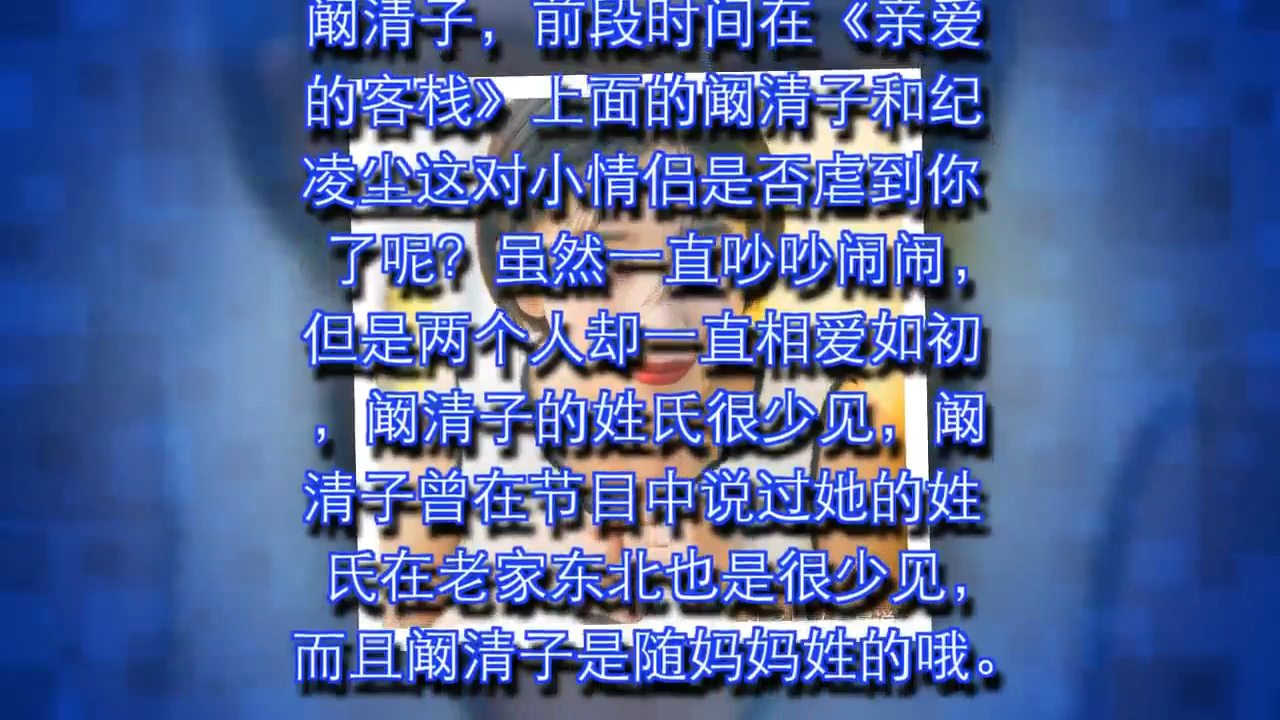 阚清子，前段时间在《亲爱
的客栈》上面的阚清子和纪
凌尘这对小情侣是否虐到你
了呢？虽然一直吵吵闹闹，
但是两个人却一直相爱如初
，阚清子的姓氏很少见，阚
清子曾在节目中说过她的姓
氏在老家东北也是很少见，
而且阚清子是随妈妈姓的哦。